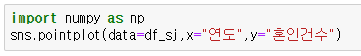 import numpy as np
sns.pointplot(data=df_sj,x="연도",y="혼인건수")